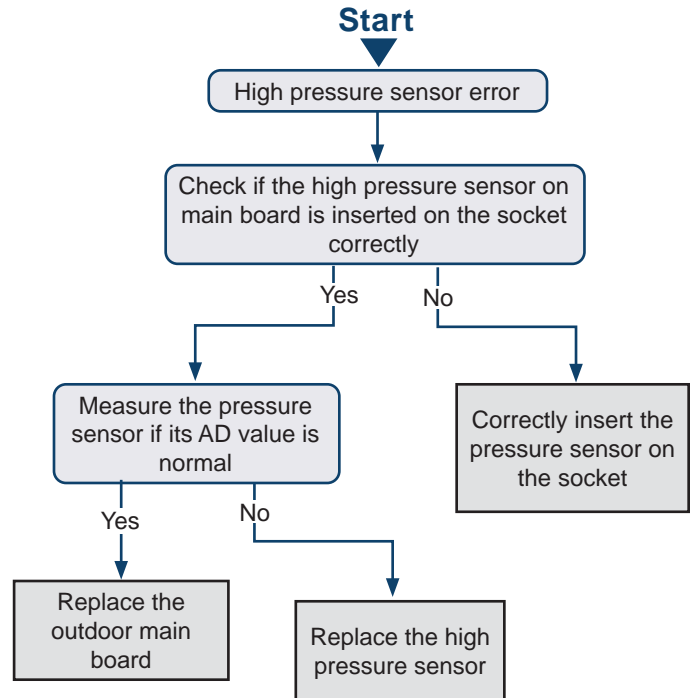 Start
High pressure sensor error
Check if the high pressure sensor on
main board is inserted on the socket
correctly
Yes
No
Measure the pressure
sensor if its AD value is
normal
Correctly insert the
pressure sensor on
the socket
Yes
No
Replace the
outdoor main
board
Replace the high
pressure sensor